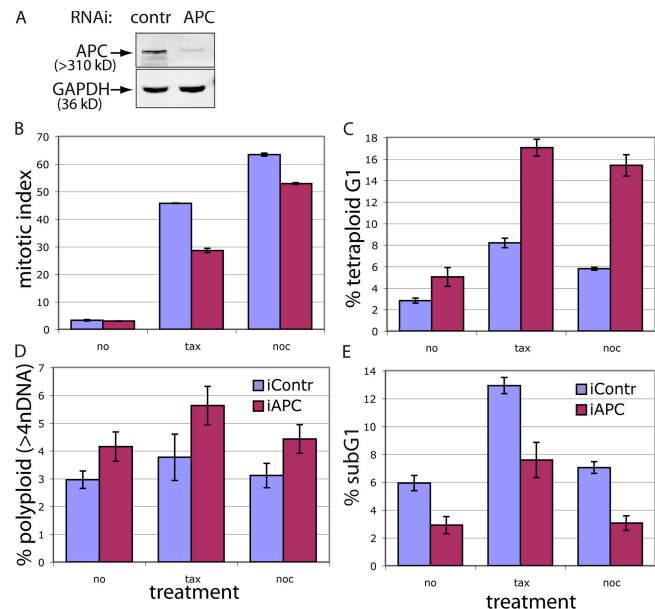 A RNAi: contr APC
APC
(>310 kD)
GAPDH
(36 kD)
B
mitotic index
70
60
50
40
30
20
10
0
no tax noc
C
% tetraploid G1
18
16
14
12
10
8
6
4
2
0
no tax noc
D
% polyploid (>4nDNA)
7
6
5
4
3
2
1
0
iContr
iAPC
no tax noc
treatment
E
% subG1
14
12
10
8
6
4
2
0
iContr
iAPC
no tax noc
treatment